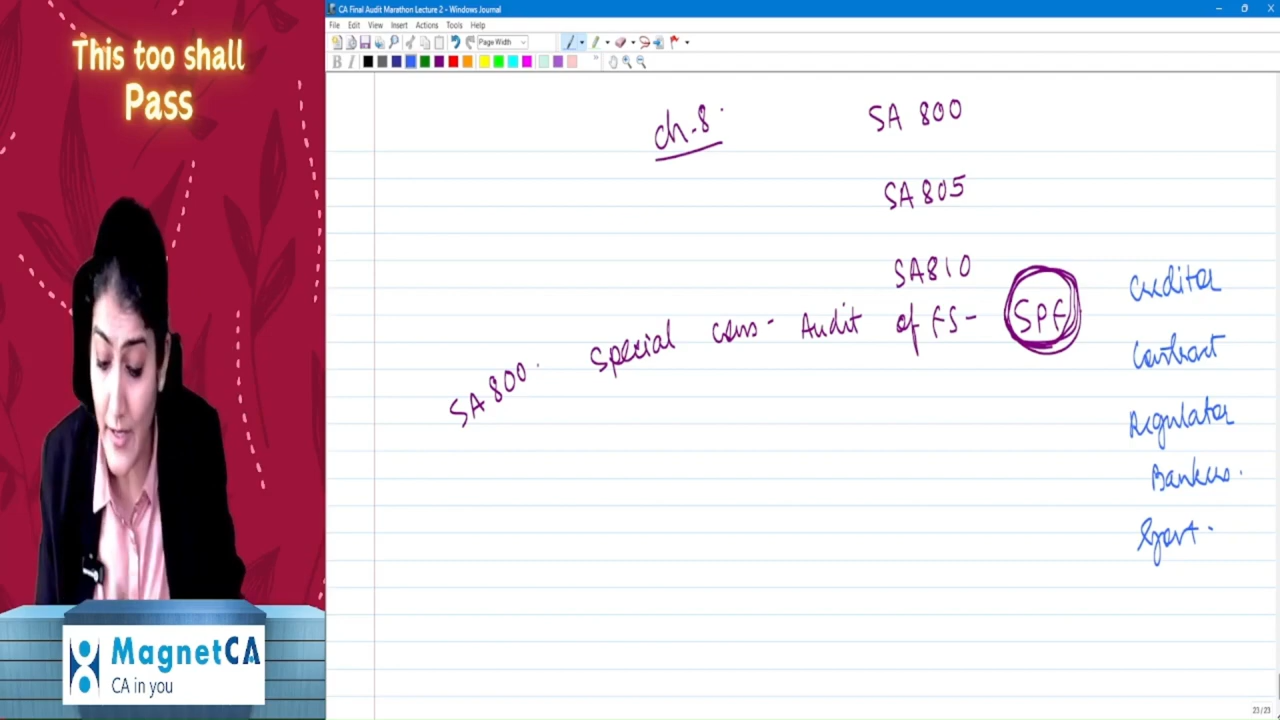 This too shall
Pass
MagnetCA
CA in you
CA Final Audit Marathon Lecture 2 - Windows Journal
File Edit View Insert Actions Tools Help
Page Width
B I
ch-8.
SA 800
SA 805
SA 810
SA 800. Special cons- Audit of FS- SPF
Creditor
Contract
Regulator
Bankers.
Govt.
23/23